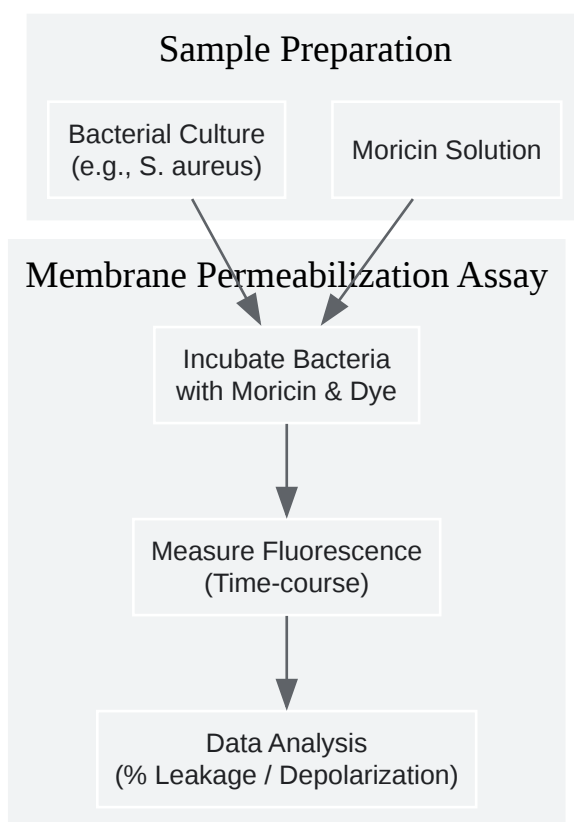 Sample Preparation
Bacterial Culture
(e.g., S. aureus)
Moricin Solution
Membrane Permeabilization Assay
Incubate Bacteria
with Moricin & Dye
Measure Fluorescence
(Time-course)
Data Analysis
(% Leakage / Depolarization)